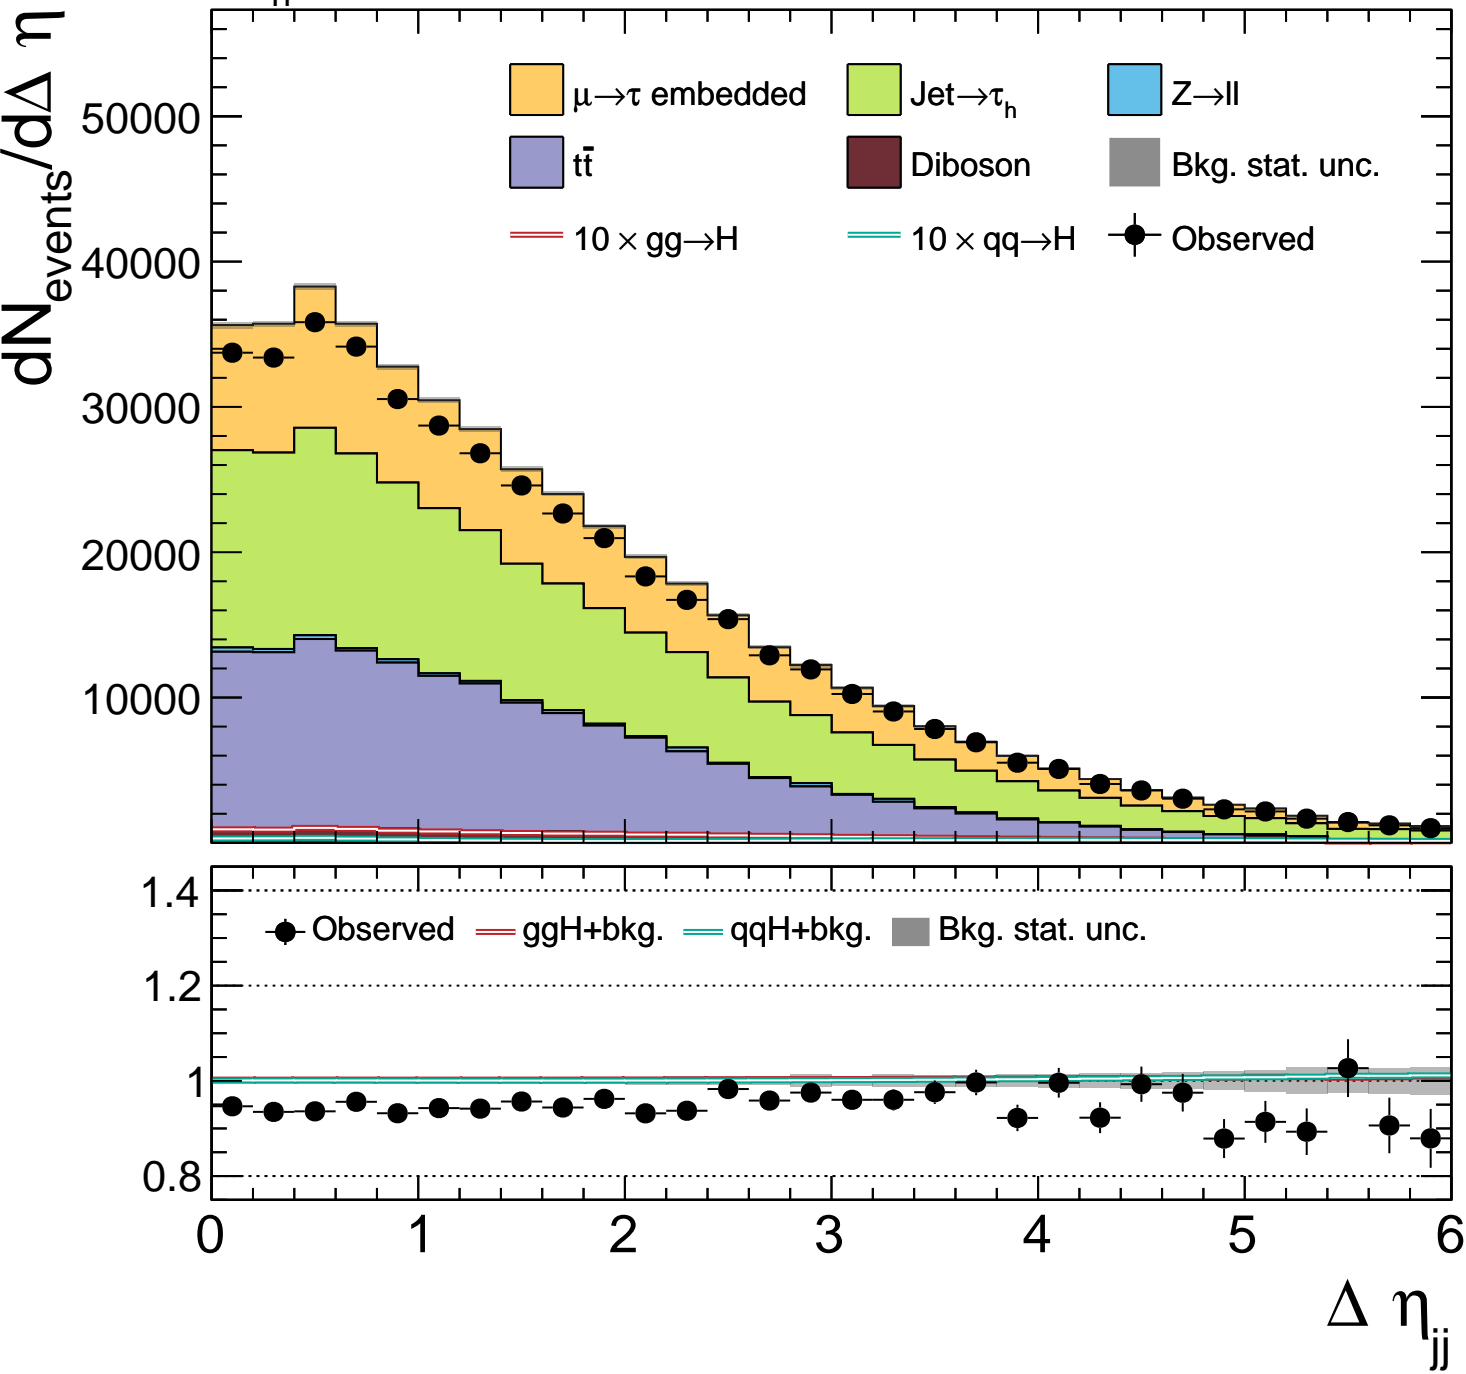 dN_events/dΔ η_jj
50000
40000
30000
20000
10000
μ→τ embedded
Jet→τ_h
Z→ll
tt̄
Diboson
Bkg. stat. unc.
10 × gg→H
10 × qq→H
Observed
1.4
1.2
1
0.8
Observed
ggH+bkg.
qqH+bkg.
Bkg. stat. unc.
0 1 2 3 4 5 6
Δ η_jj